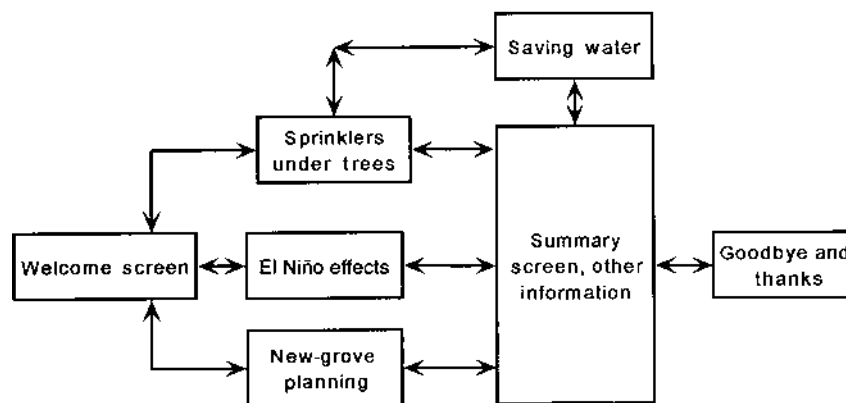 Saving water
Sprinklers
under trees
Welcome screen
El Niño effects
Summary
screen, other
information
Goodbye and
thanks
New-grove
planning